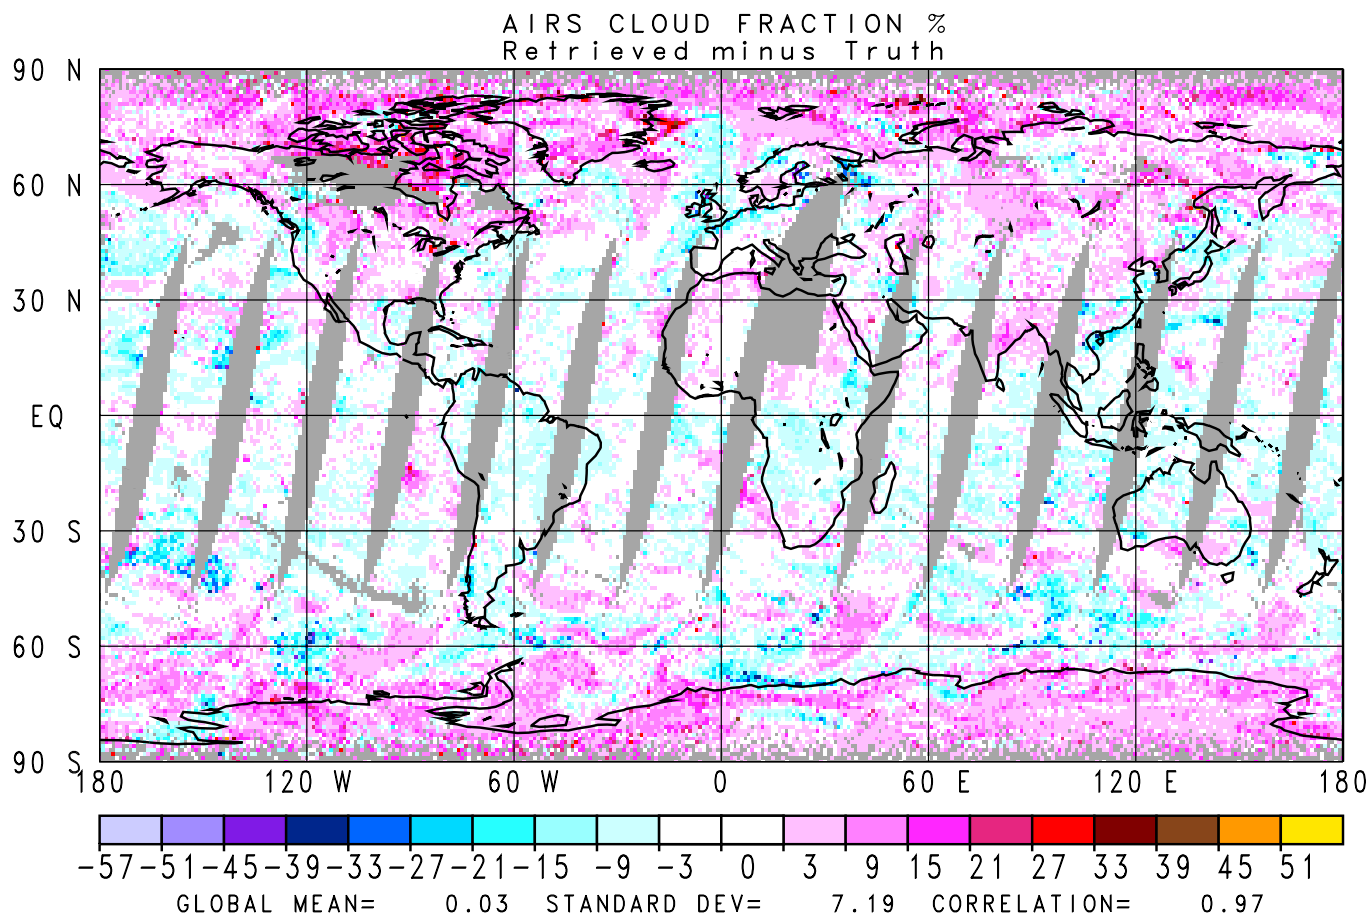 AIRS CLOUD FRACTION %
Retrieved minus Truth
90 N
60 N
30 N
EQ
30 S
60 S
90 S
180 120 W 60 W 0 60 E 120 E 180
-57 -51 -45 -39 -33 -27 -21 -15 -9 -3 0 3 9 15 21 27 33 39 45 51
GLOBAL MEAN= 0.03 STANDARD DEV= 7.19 CORRELATION= 0.97